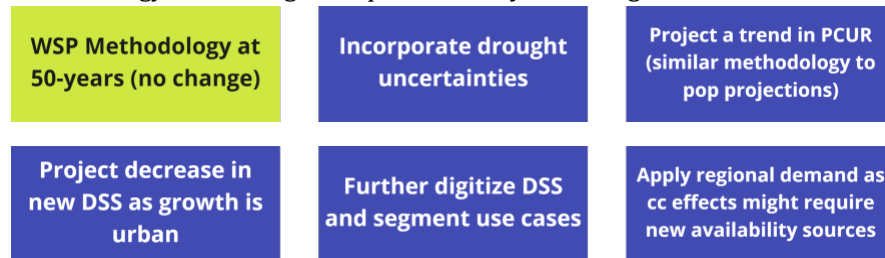 WSP Methodology at
50-years (no change)
Incorporate drought
uncertainties
Project a trend in PCUR
(similar methodology to
pop projections)
Project decrease in
new DSS as growth is
urban
Further digitize DSS
and segment use cases
Apply regional demand as
cc effects might require
new availability sources